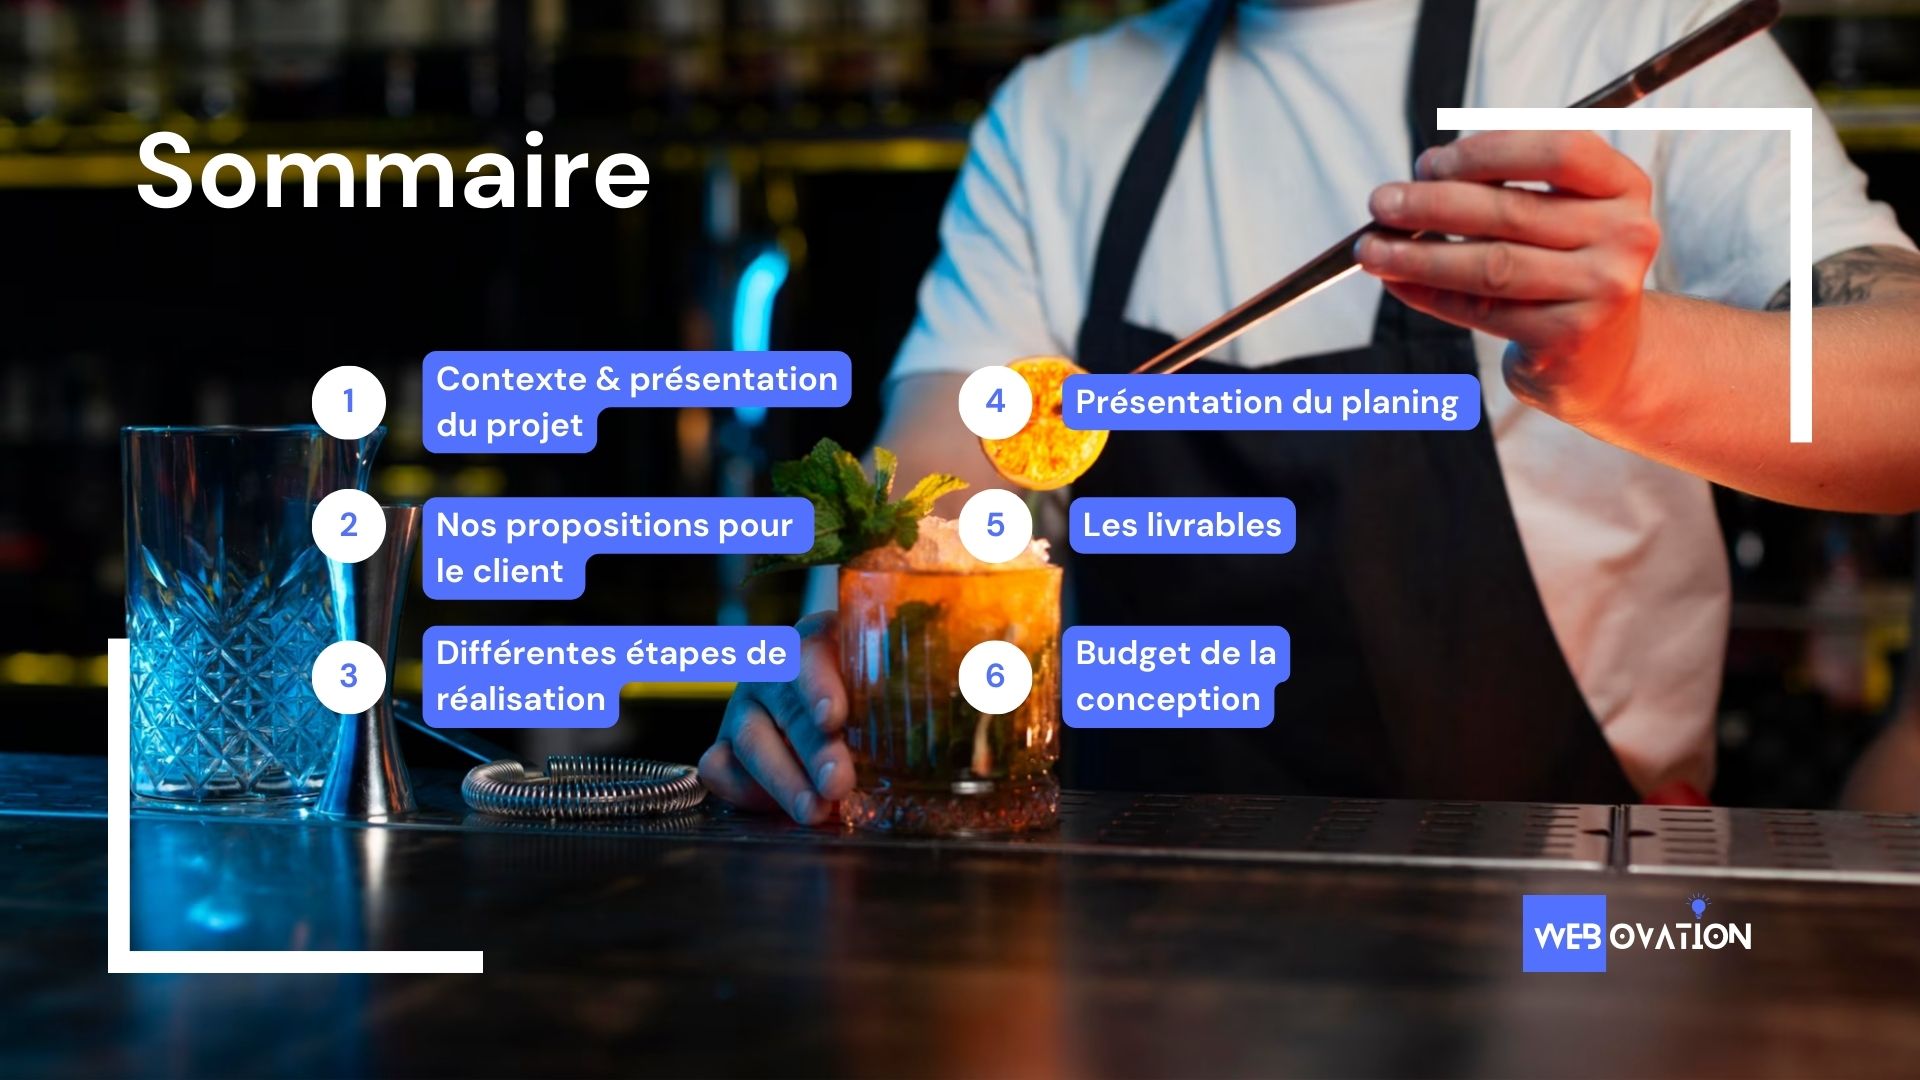 Sommaire
1
Contexte & présentation
du projet
2
Nos propositions pour
le client
3
Différentes étapes de
réalisation
4
Présentation du planing
5
Les livrables
6
Budget de la
conception
WEB OVATION